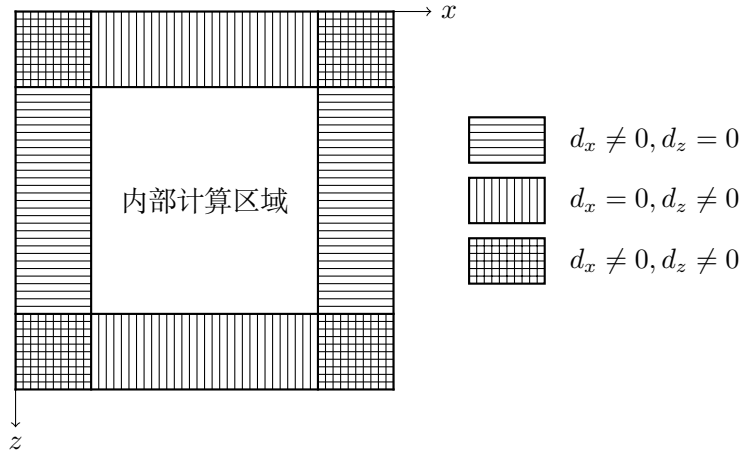 x
内部计算区域
z
d_x ≠ 0, d_z = 0
d_x = 0, d_z ≠ 0
d_x ≠ 0, d_z ≠ 0